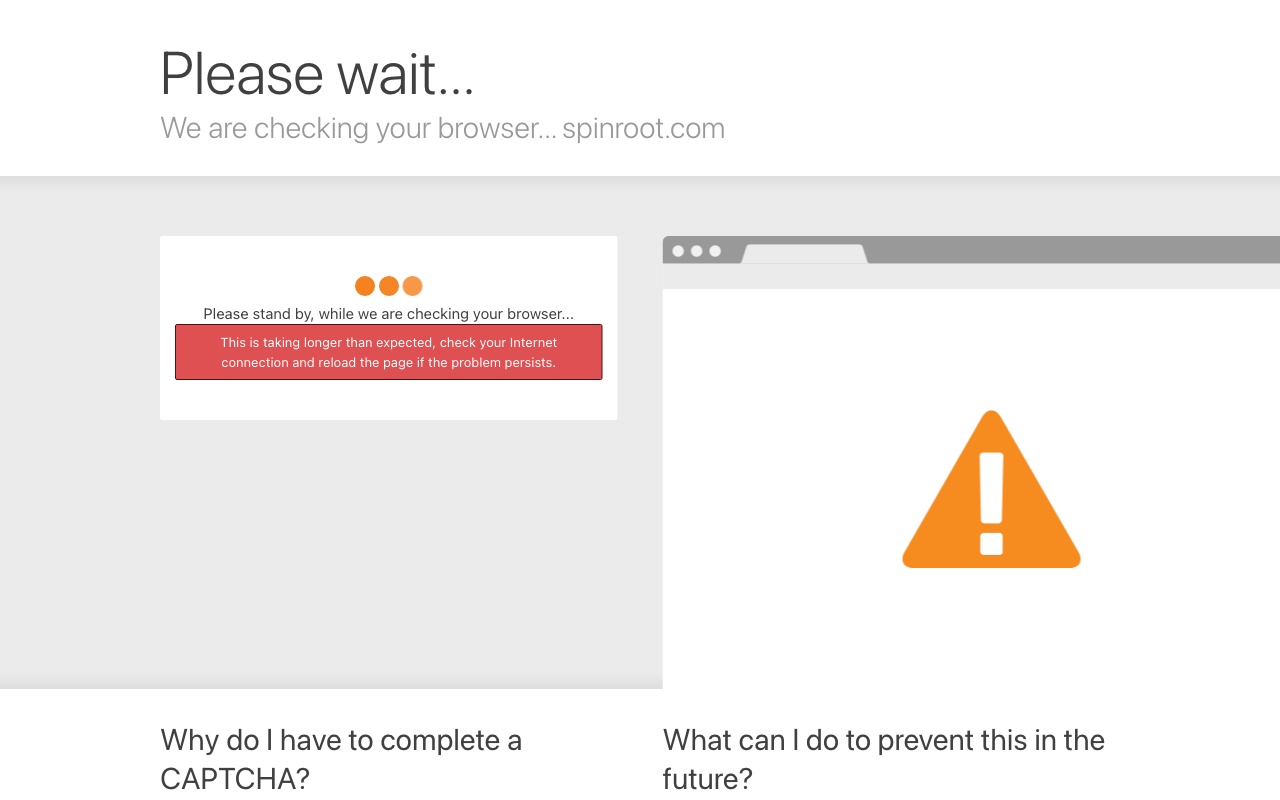 Please wait...
We are checking your browser... spinroot.com
Please stand by, while we are checking your browser...
This is taking longer than expected, check your Internet
connection and reload the page if the problem persists.
Why do I have to complete a
CAPTCHA?
What can I do to prevent this in the
future?